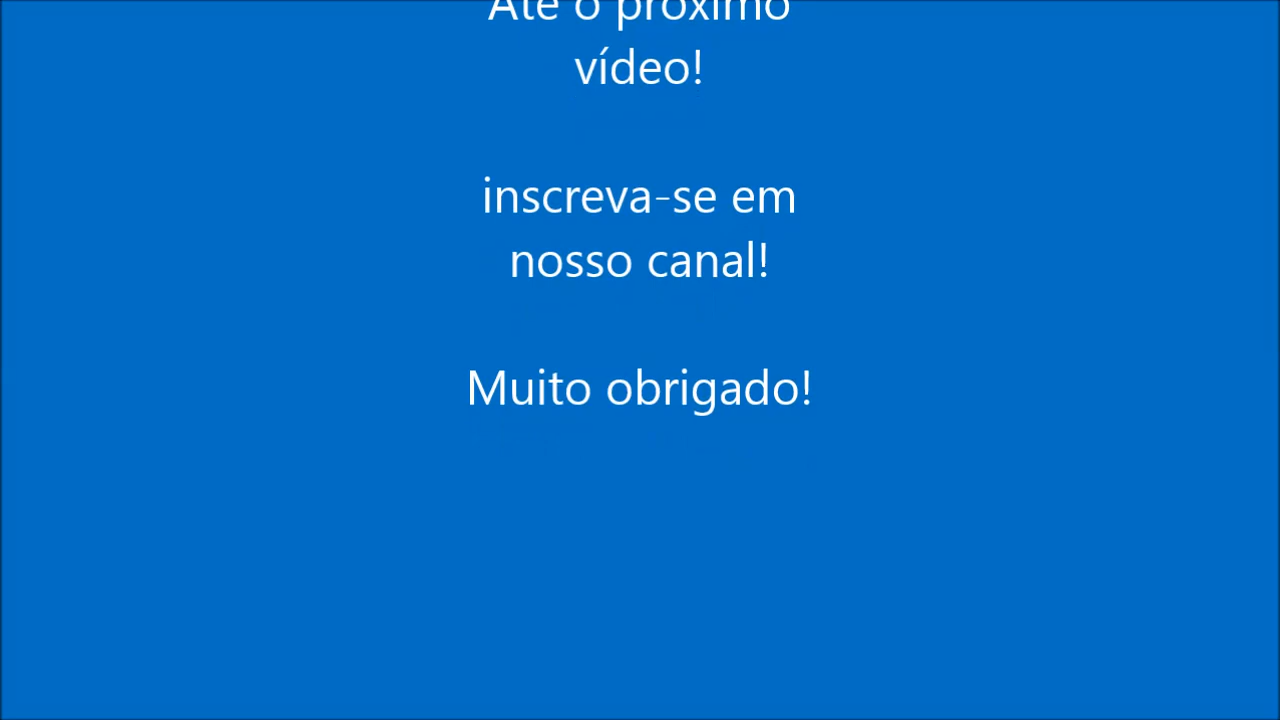 Até o próximo
vídeo!
inscreva-se em
nosso canal!
Muito obrigado!